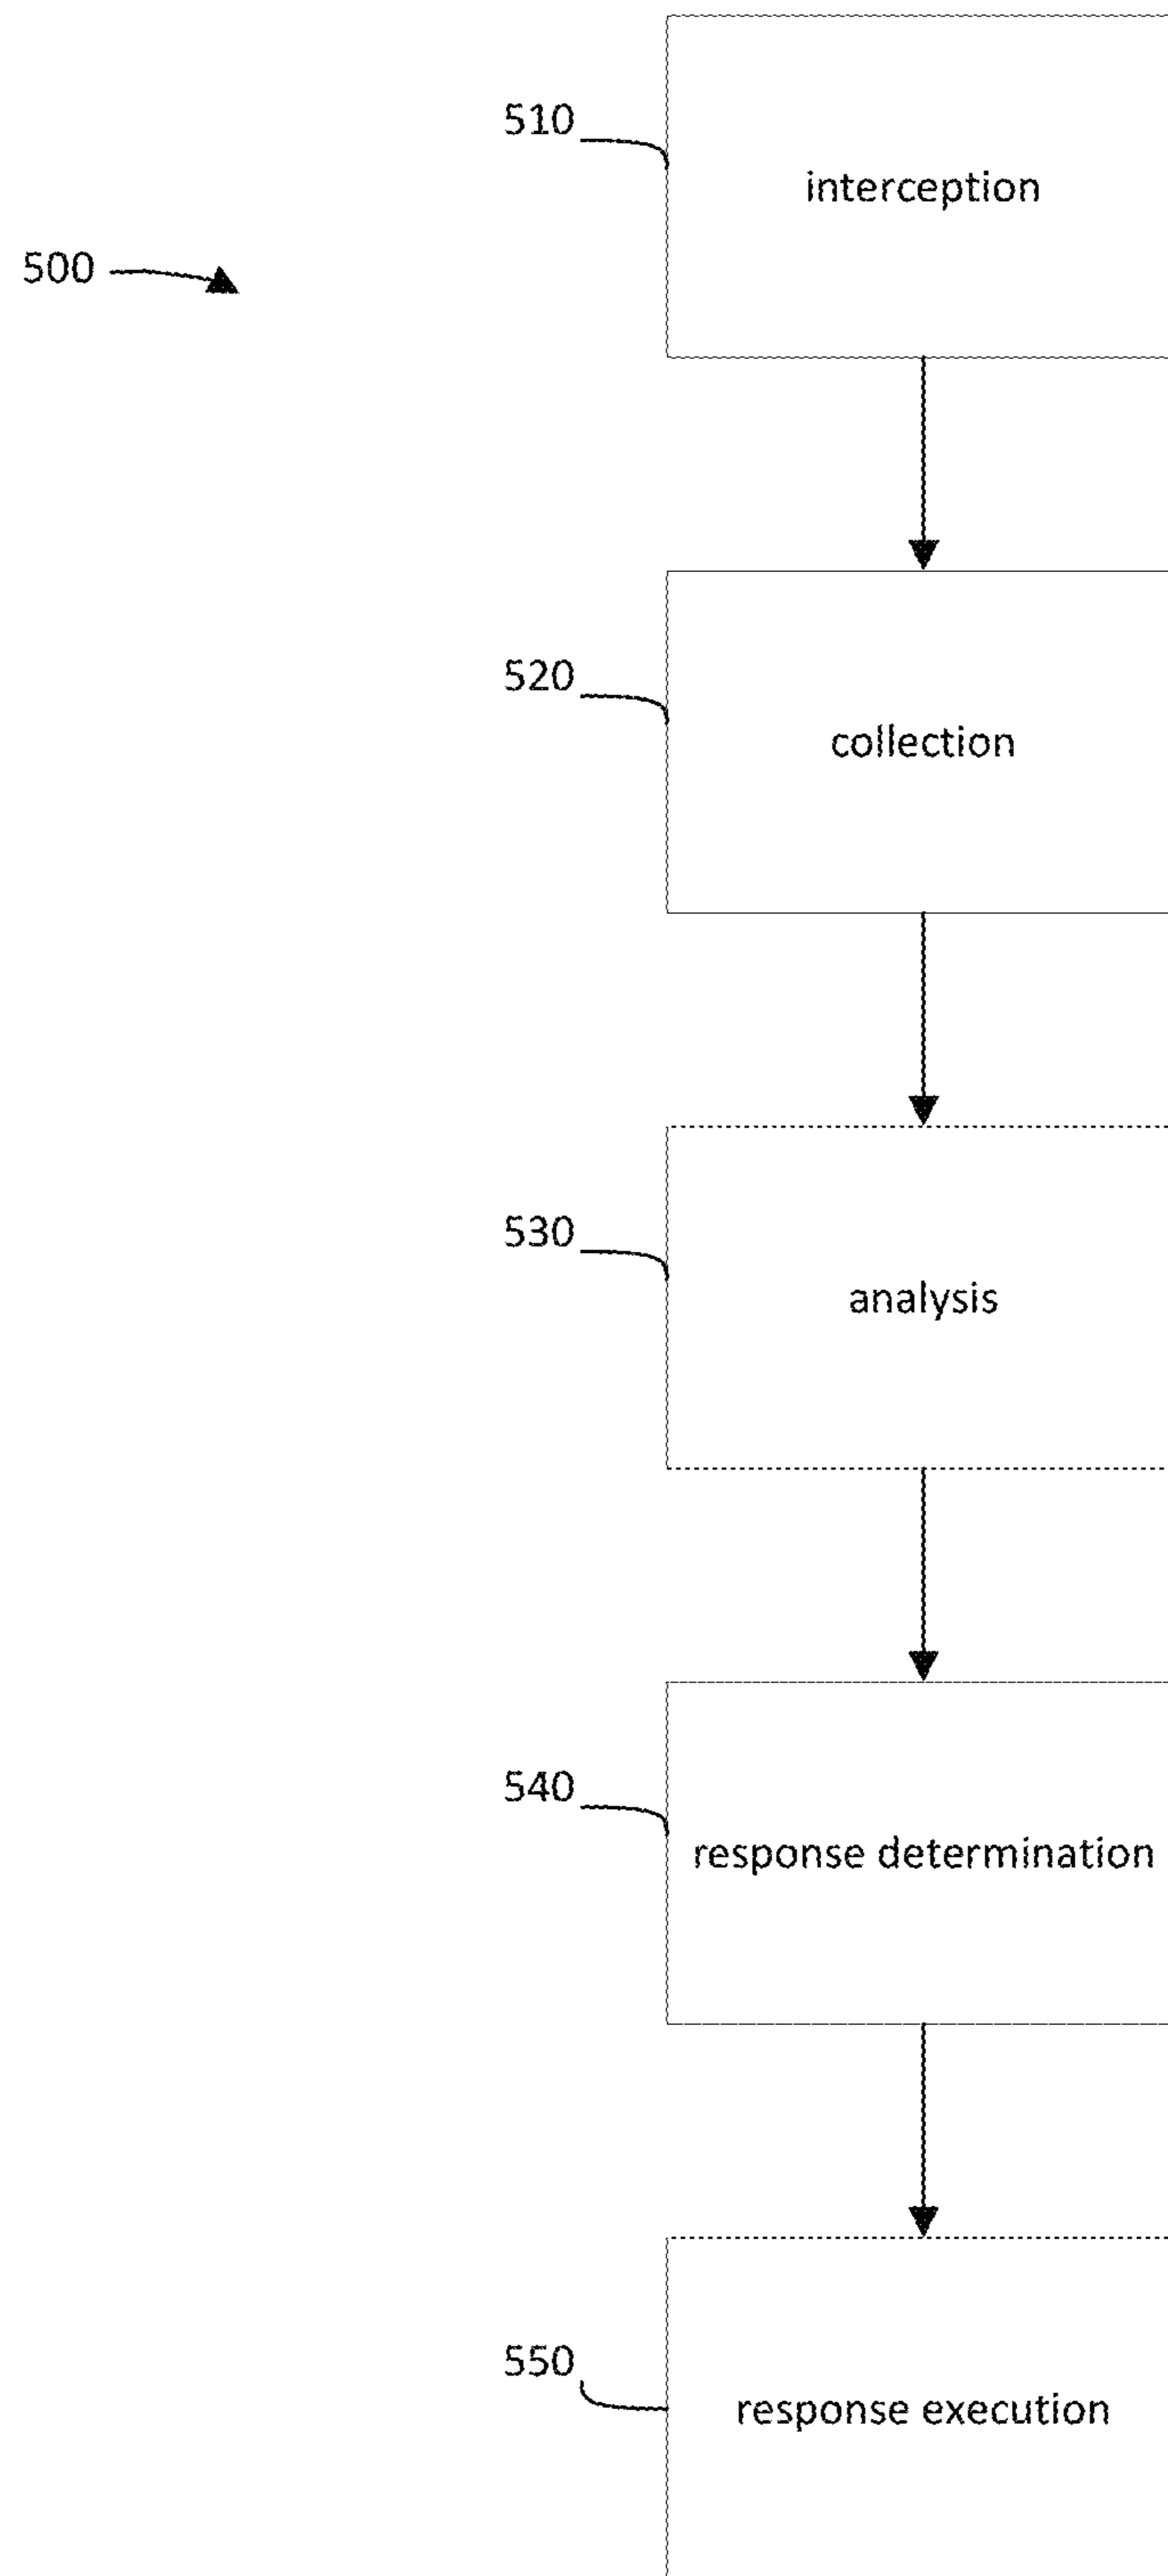 510
interception
500
520
collection
530
analysis
540
response determination
550
response execution